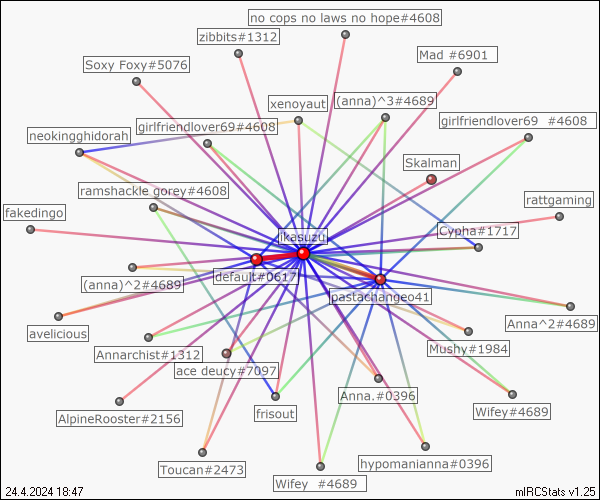 no cops no laws no hope#4608
zibbits#1312
Mad #6901
Soxy Foxy#5076
xenoyaut
(anna)^3#4689
girlfriendlover69#4608
girlfriendlover69 #4608
neokingghidorah
Skalman
ramshackle gorey#4608
rattgaming
fakedingo
ikasuzu
Cypha#1717
default#0617
(anna)^2#4689
pastachangeo41
avelicious
Anna^2#4689
Annarchist#1312
Mushy#1984
ace deucy#7097
Anna.#0396
AlpineRooster#2156
frisout
Wifey#4689
Toucan#2473
hypomanianna#0396
Wifey #4689
24.4.2024 18:47
mIRCStats v1.25